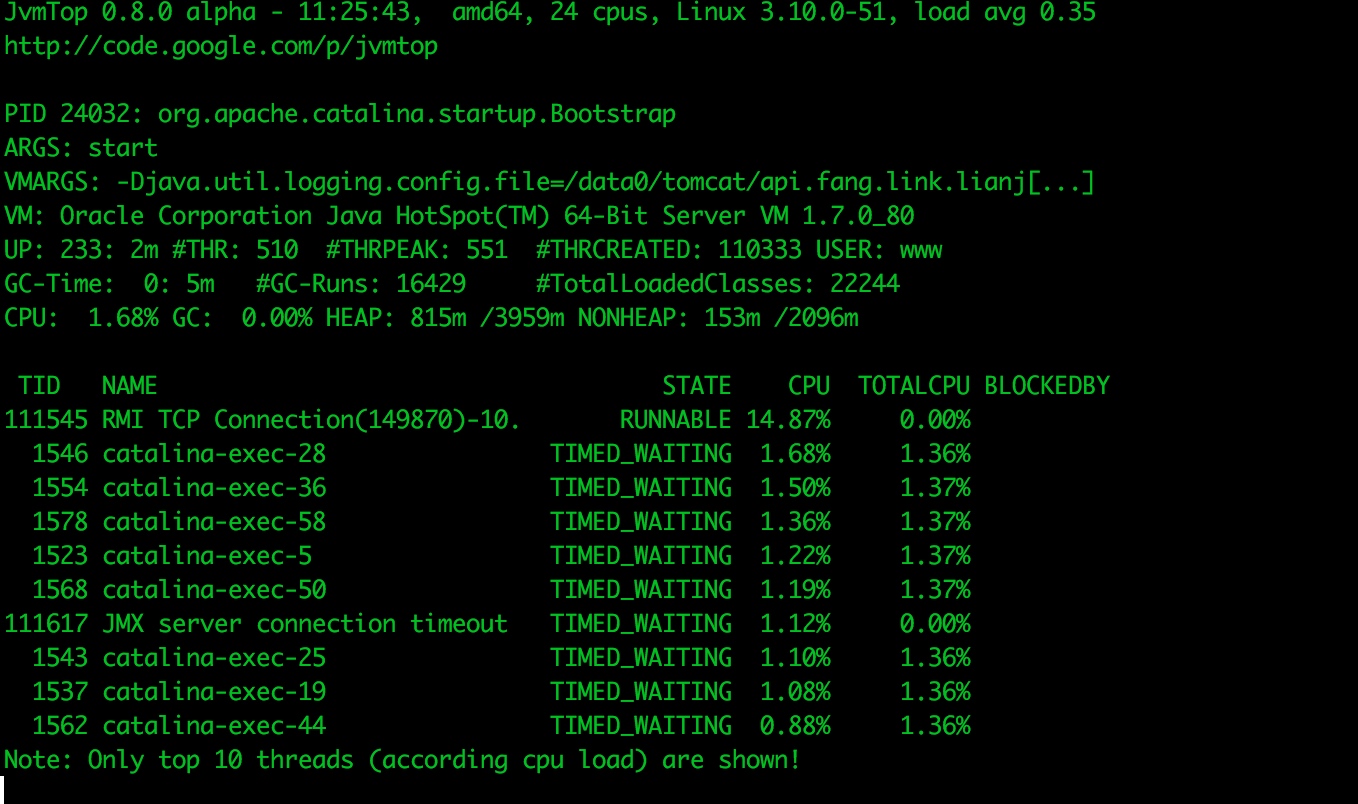 JvmTop 0.8.0 alpha - 11:25:43,  amd64, 24 cpus, Linux 3.10.0-51, load avg 0.35
http://code.google.com/p/jvmtop

PID 24032: org.apache.catalina.startup.Bootstrap
ARGS: start
VMARGS: -Djava.util.logging.config.file=/data0/tomcat/api.fang.link.lianj[...]
VM: Oracle Corporation Java HotSpot(TM) 64-Bit Server VM 1.7.0_80
UP: 233: 2m #THR: 510  #THRPEAK: 551  #THRCREATED: 110333 USER: www
GC-Time:  0: 5m   #GC-Runs: 16429     #TotalLoadedClasses: 22244
CPU:  1.68% GC:  0.00% HEAP: 815m /3959m NONHEAP: 153m /2096m

 TID   NAME                                    STATE    CPU  TOTALCPU BLOCKEDBY
111545 RMI TCP Connection(149870)-10.       RUNNABLE 14.87%     0.00%
  1546 catalina-exec-28                TIMED_WAITING  1.68%     1.36%
  1554 catalina-exec-36                TIMED_WAITING  1.50%     1.37%
  1578 catalina-exec-58                TIMED_WAITING  1.36%     1.37%
  1523 catalina-exec-5                 TIMED_WAITING  1.22%     1.37%
  1568 catalina-exec-50                TIMED_WAITING  1.19%     1.37%
111617 JMX server connection timeout   TIMED_WAITING  1.12%     0.00%
  1543 catalina-exec-25                TIMED_WAITING  1.10%     1.36%
  1537 catalina-exec-19                TIMED_WAITING  1.08%     1.36%
  1562 catalina-exec-44                TIMED_WAITING  0.88%     1.36%
Note: Only top 10 threads (according cpu load) are shown!